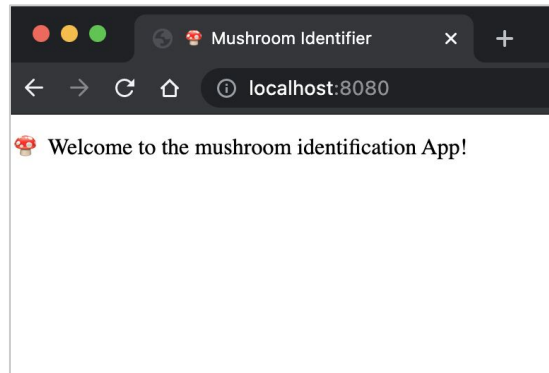 🍄 Mushroom Identifier
localhost:8080
🍄 Welcome to the mushroom identification App!